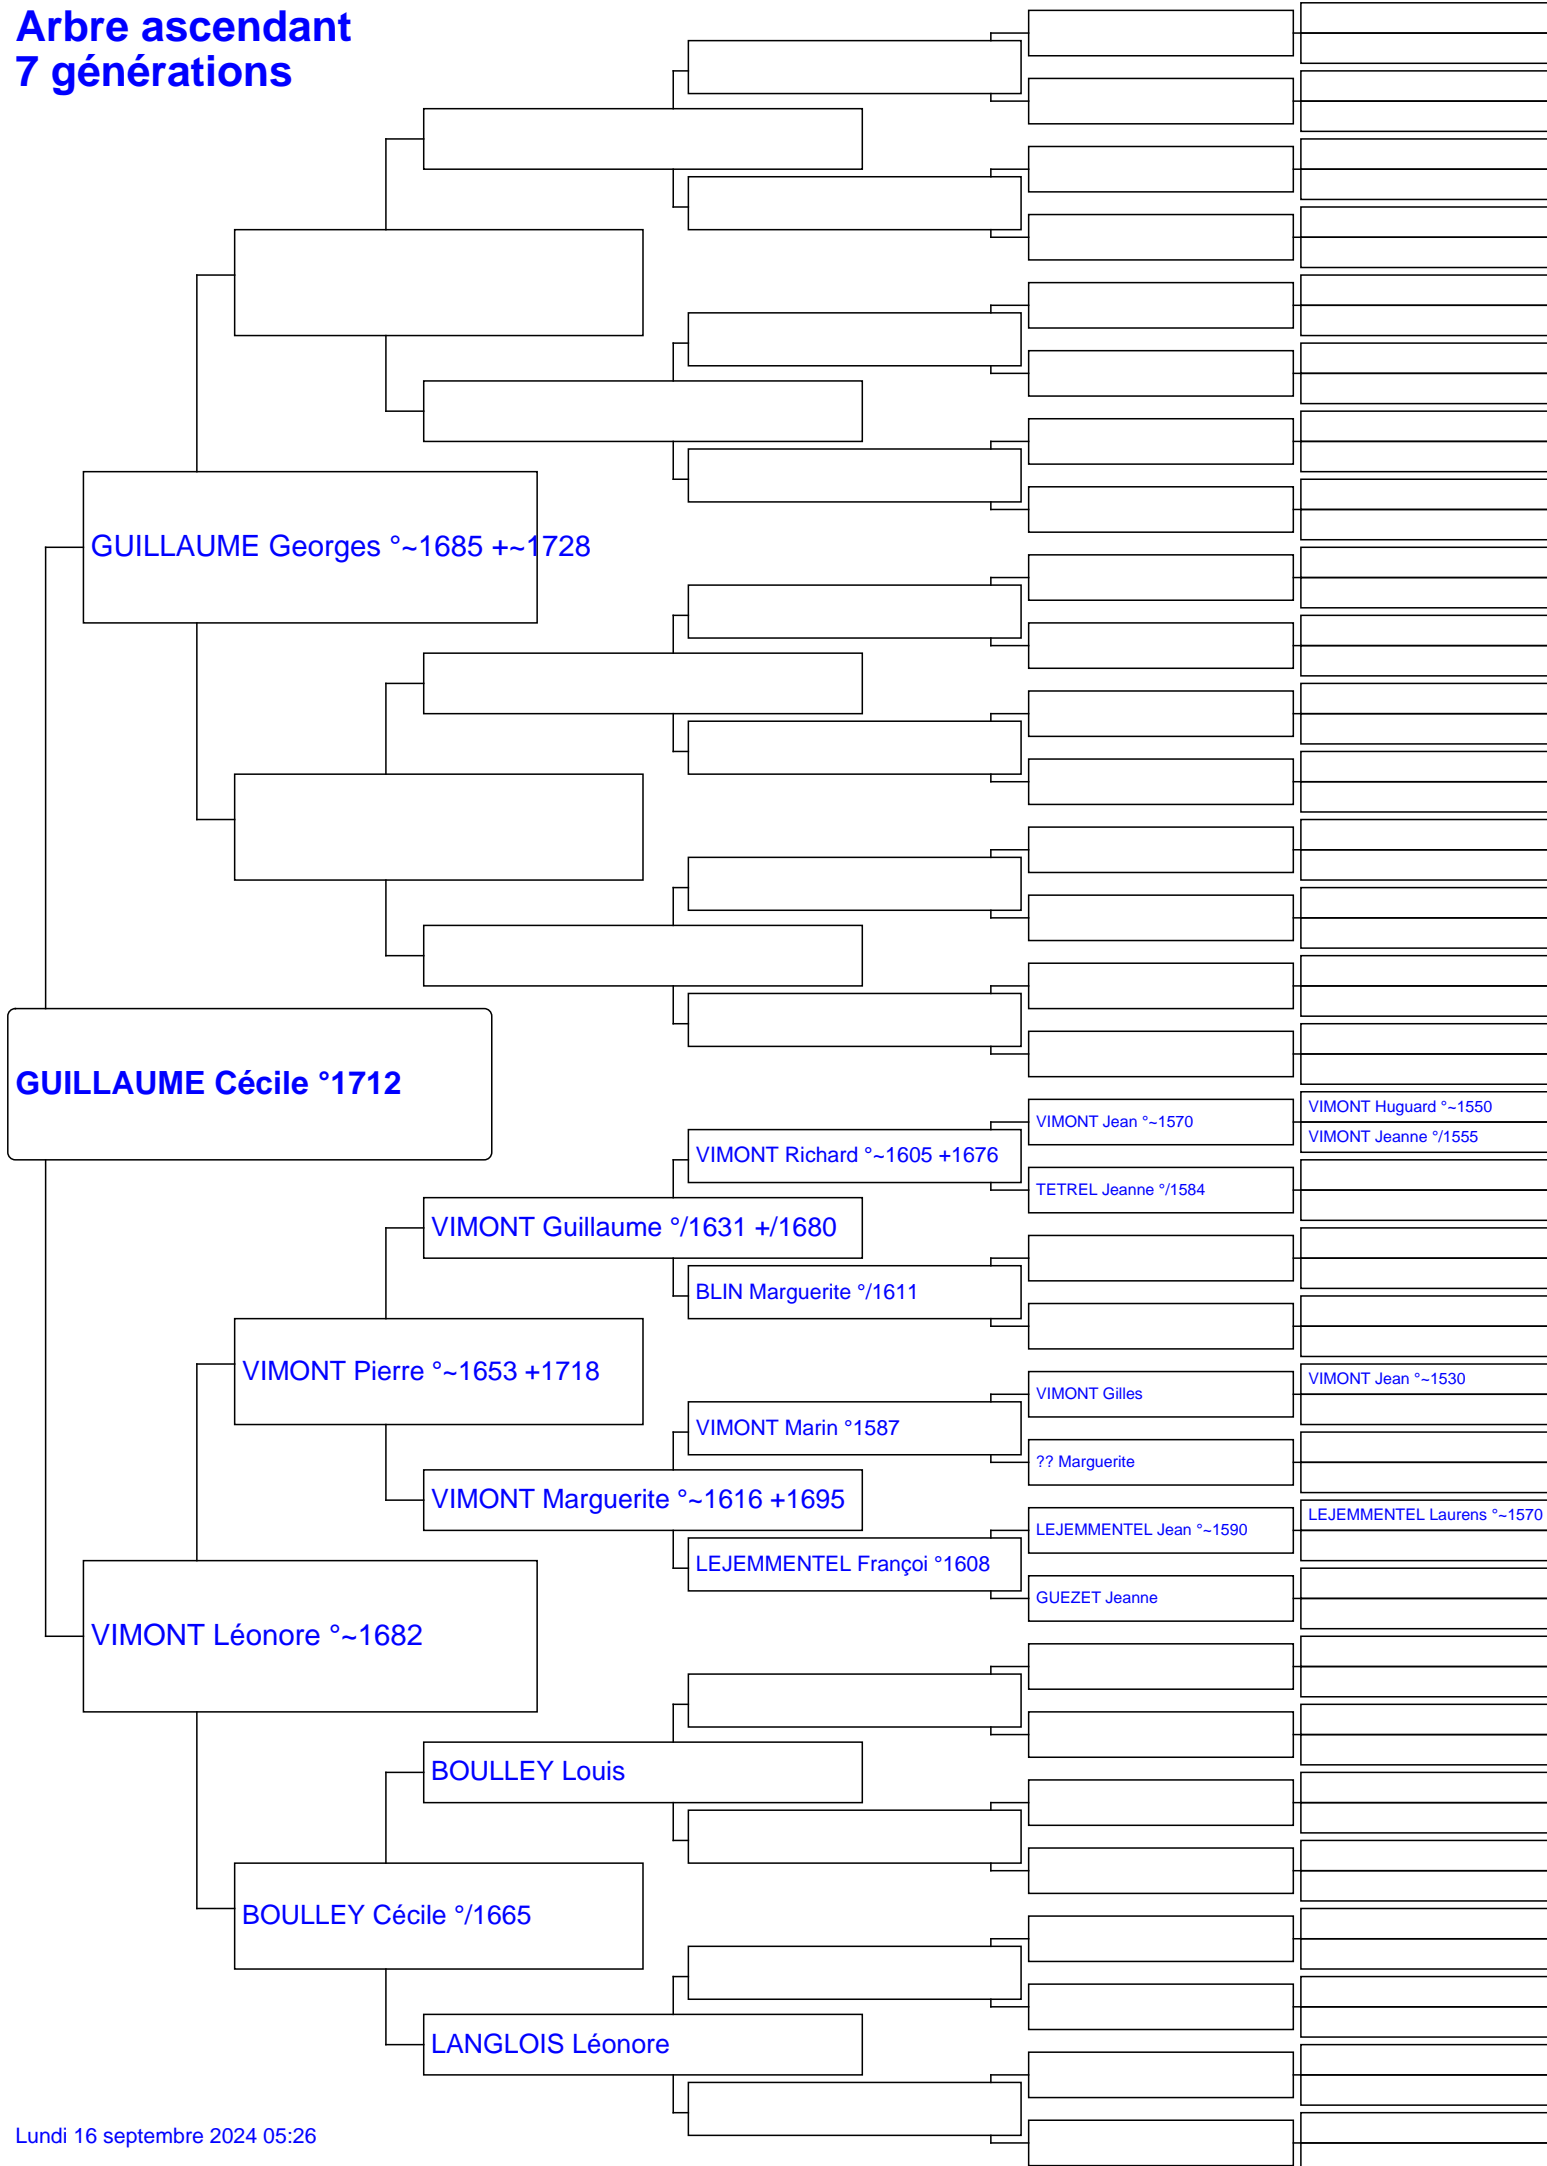 Arbre ascendant
7 générations
GUILLAUME Georges °~1685 +~1728
GUILLAUME Cécile °1712
VIMONT Jean °~1570
VIMONT Huguard °~1550
VIMONT Jeanne °/1555
VIMONT Richard °~1605 +1676
TETREL Jeanne °/1584
VIMONT Guillaume °/1631 +/1680
BLIN Marguerite °/1611
VIMONT Pierre °~1653 +1718
VIMONT Gilles
VIMONT Jean °~1530
VIMONT Marin °1587
?? Marguerite
VIMONT Marguerite °~1616 +1695
LEJEMMENTEL Jean °~1590
LEJEMMENTEL Laurens °~1570
LEJEMMENTEL Françoi °1608
GUEZET Jeanne
VIMONT Léonore °~1682
BOULLEY Louis
BOULLEY Cécile °/1665
LANGLOIS Léonore
Lundi 16 septembre 2024 05:26